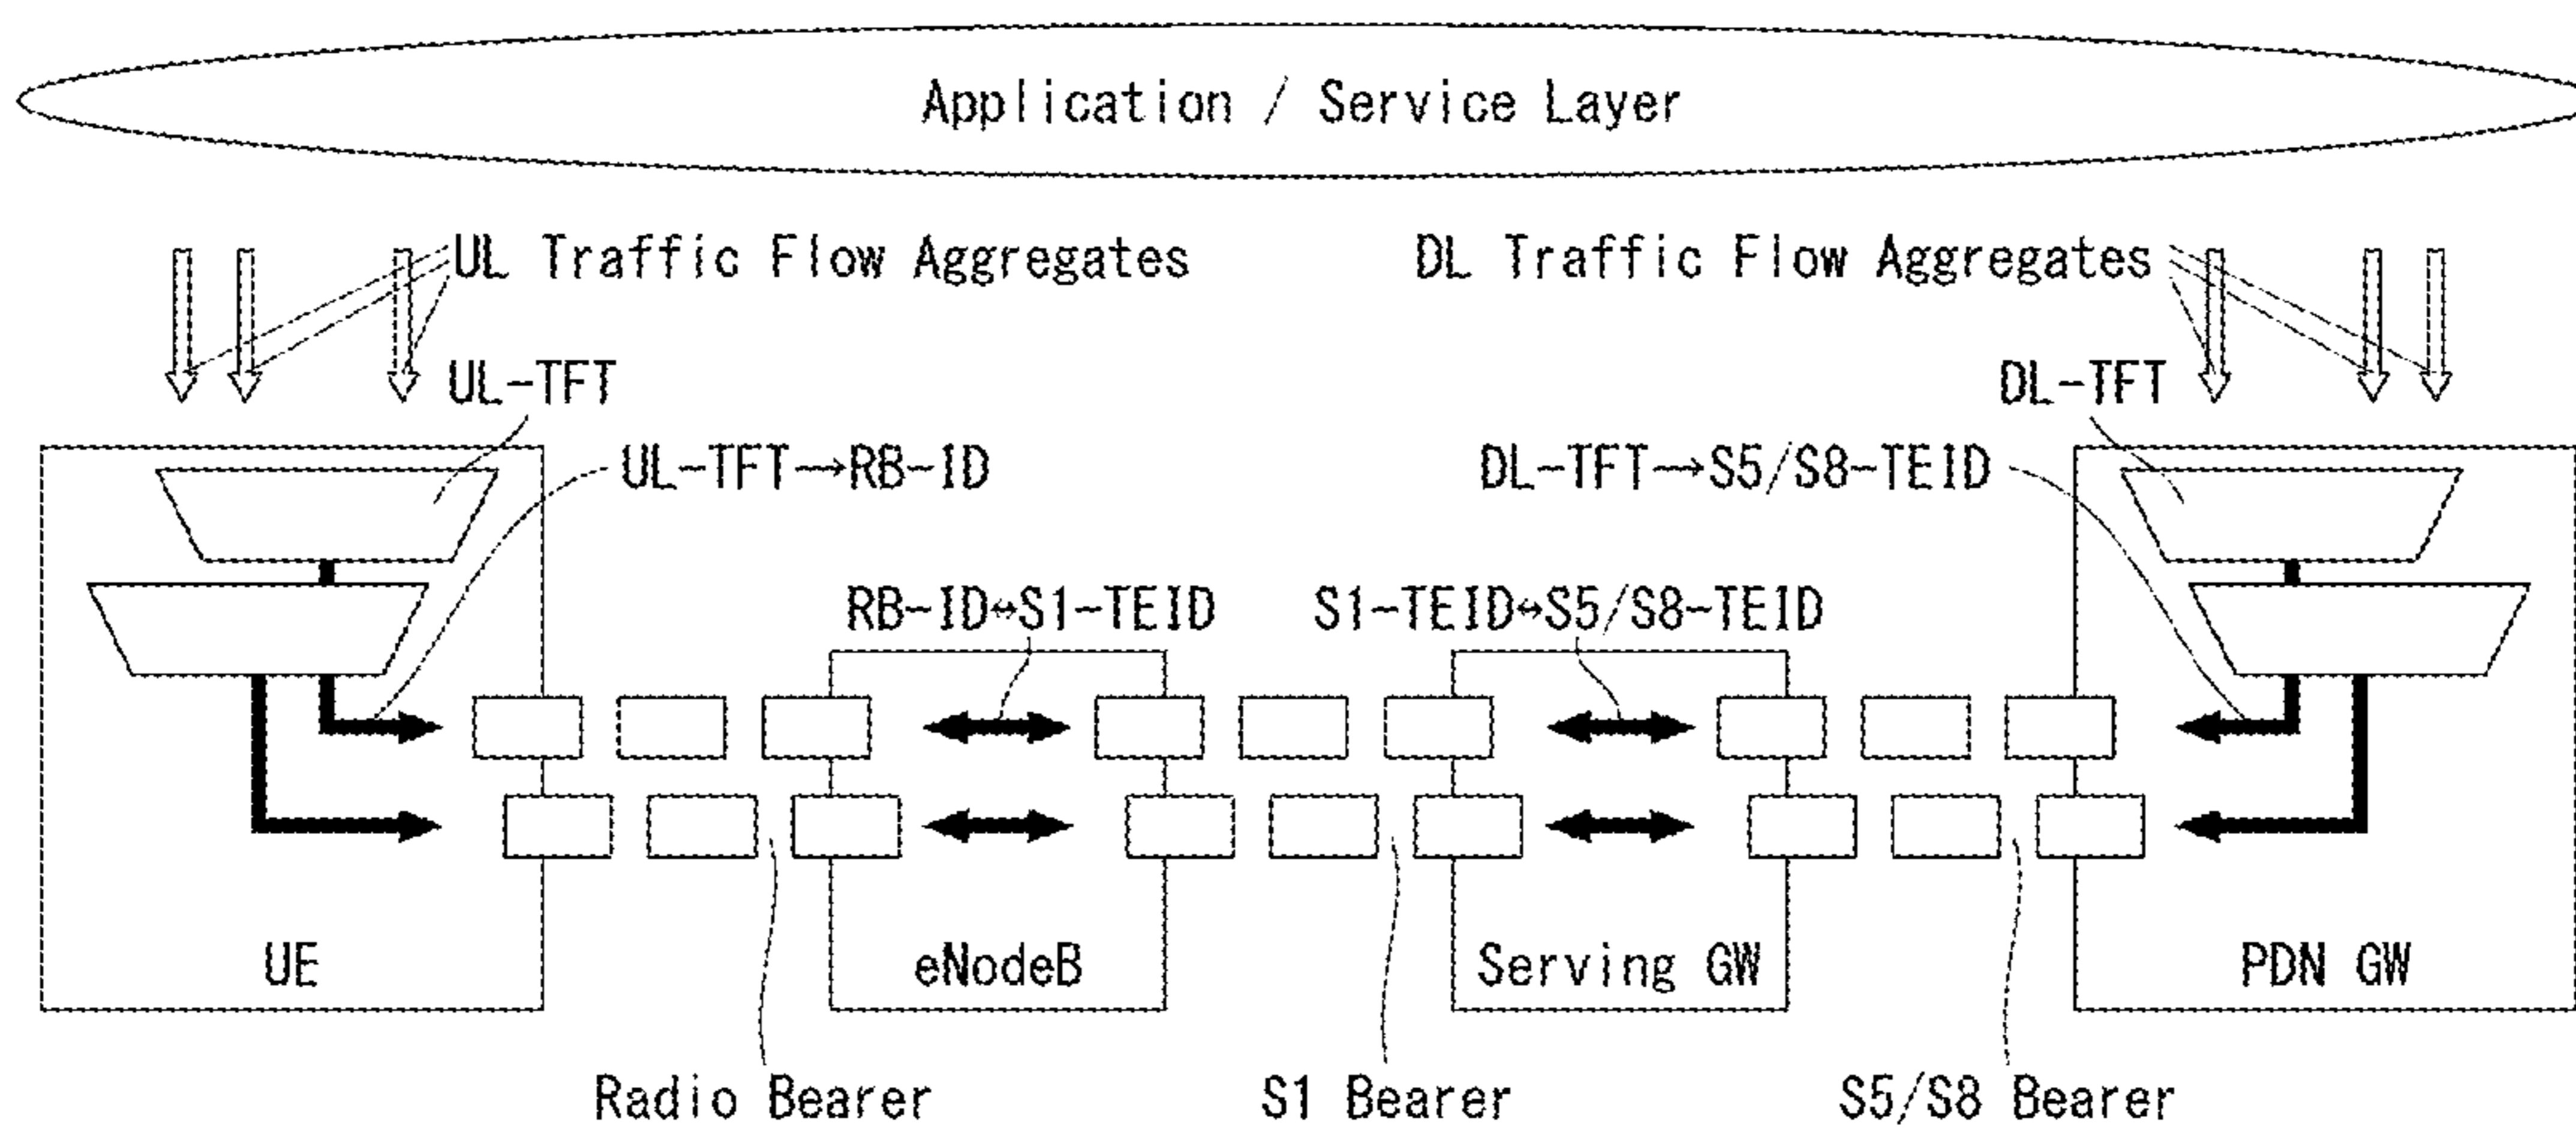 Application / Service Layer
UL Traffic Flow Aggregates
DL Traffic Flow Aggregates
UL-TFT
DL-TFT
UL-TFT→RB-ID
DL-TFT→S5/S8-TEID
RB-ID↔S1-TEID
S1-TEID↔S5/S8-TEID
UE
eNodeB
Serving GW
PDN GW
Radio Bearer
S1 Bearer
S5/S8 Bearer